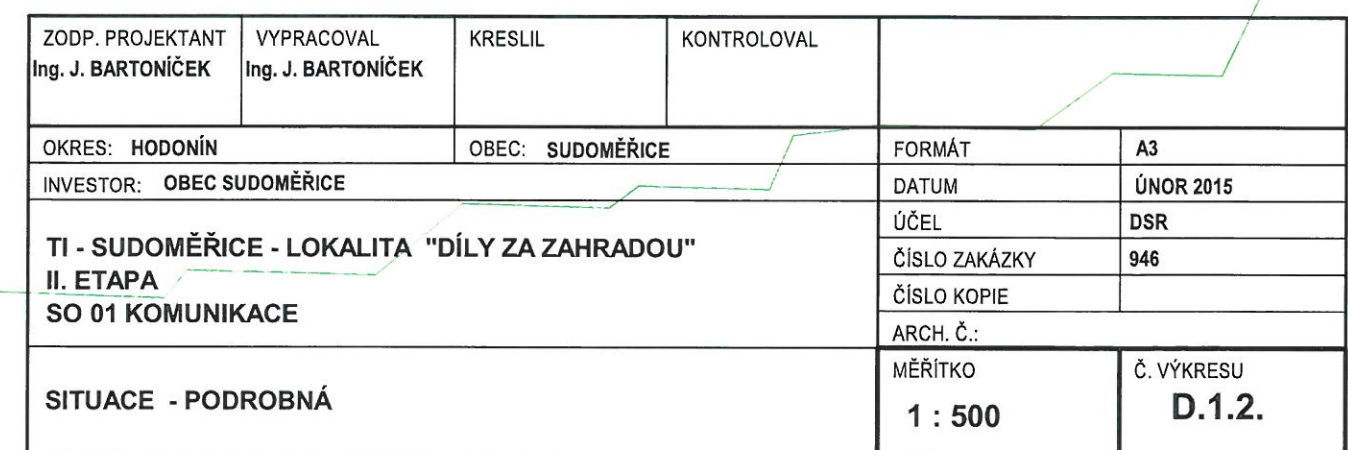 ZODP. PROJEKTANT VYPRACOVAL KRESLIL KONTROLOVAL
Ing. J. BARTONÍČEK Ing. J. BARTONÍČEK
OKRES: HODONÍN OBEC: SUDOMĚŘICE FORMÁT A3
INVESTOR: OBEC SUDOMĚŘICE DATUM ÚNOR 2015
ÚČEL DSR
TI - SUDOMĚŘICE - LOKALITA "DÍLY ZA ZAHRADOU"
ČÍSLO ZAKÁZKY 946
II. ETAPA
ČÍSLO KOPIE
SO 01 KOMUNIKACE
ARCH. Č.:
MĚŘÍTKO Č. VÝKRESU
SITUACE - PODROBNÁ
1 : 500 D.1.2.